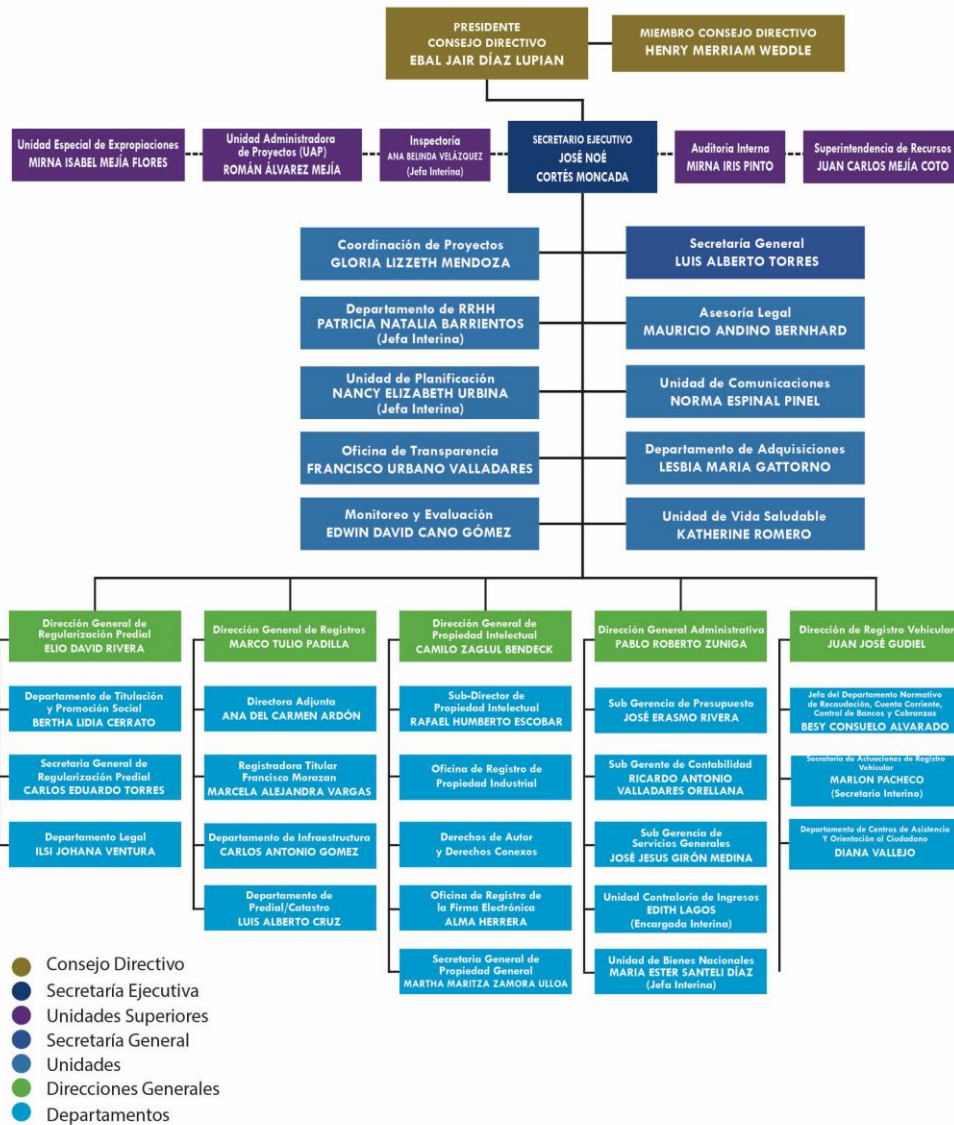 PRESIDENTE
CONSEJO DIRECTIVO
EBAL JAIR DÍAZ LUPIAN
MIEMBRO CONSEJO DIRECTIVO
HENRY MERRIAM WEDDLE
Unidad Especial de Expropiaciones
MIRNA ISABEL MEJÍA FLORES
Unidad Administradora
de Proyectos (UAP)
ROMÁN ÁLVAREZ MEJÍA
Inspectoría
ANA BELINDA VELÁZQUEZ
(Jefa Interina)
SECRETARIO EJECUTIVO
JOSÉ NOÉ
CORTÉS MONCADA
Auditoria Interna
MIRNA IRIS PINTO
Superintendencia de Recursos
JUAN CARLOS MEJÍA COTO
Coordinación de Proyectos
GLORIA LIZZETH MENDOZA
Secretaría General
LUIS ALBERTO TORRES
Departamento de RRHH
PATRICIA NATALIA BARRIENTOS
(Jefa Interina)
Asesoría Legal
MAURICIO ANDINO BERNHARD
Unidad de Planificación
NANCY ELIZABETH URBINA
(Jefa Interina)
Unidad de Comunicaciones
NORMA ESPINAL PINEL
Oficina de Transparencia
FRANCISCO URBANO VALLADARES
Departamento de Adquisiciones
LESBIA MARIA GATTORNO
Monitoreo y Evaluación
EDWIN DAVID CANO GÓMEZ
Unidad de Vida Saludable
KATHERINE ROMERO
Dirección General de
Regularización Predial
ELIO DAVID RIVERA
Dirección General de Registros
MARCO TULIO PADILLA
Dirección General de
Propiedad Intelectual
CAMILO ZAGLUL BENDECK
Dirección General Administrativa
PABLO ROBERTO ZUNIGA
Dirección de Registro Vehicular
JUAN JOSÉ GUDIEL
Departamento de Titulación
y Promoción Social
BERTHA LIDIA CERRATO
Directora Adjunta
ANA DEL CARMEN ARDÓN
Sub-Director de
Propiedad Intelectual
RAFAEL HUMBERTO ESCOBAR
Sub Gerencia de Presupuesto
JOSÉ ERASMO RIVERA
Jefa del Departamento Normativo
de Recaudación, Cuenta Corriente,
Control de Bancos y Cobranzas
BESY CONSUELO ALVARADO
Secretaria General de
Regularización Predial
CARLOS EDUARDO TORRES
Registradora Titular
Francisco Morazan
MARCELA ALEJANDRA VARGAS
Oficina de Registro de
Propiedad Industrial
Sub Gerente de Contabilidad
RICARDO ANTONIO
VALLADARES ORELLANA
Secretaría de Actuaciones de Registro
Vehicular
MARLON PACHECO
(Secretario Interino)
Departamento Legal
ILSI JOHANA VENTURA
Departamento de Infraestructura
CARLOS ANTONIO GOMEZ
Derechos de Autor
y Derechos Conexos
Sub Gerencia de
Servicios Generales
JOSÉ JESUS GIRÓN MEDINA
Departamento de Centros de Asistencia
Y Orientación al Ciudadano
DIANA VALLEJO
Departamento de
Predial/Catastro
LUIS ALBERTO CRUZ
Oficina de Registro de
la Firma Electrónica
ALMA HERRERA
Unidad Contraloría de Ingresos
EDITH LAGOS
(Encargada Interina)
Secretaria General de
Propiedad General
MARTHA MARITZA ZAMORA ULLOA
Unidad de Bienes Nacionales
MARIA ESTER SANTELI DÍAZ
(Jefa Interina)
Consejo Directivo
Secretaría Ejecutiva
Unidades Superiores
Secretaría General
Unidades
Direcciones Generales
Departamentos